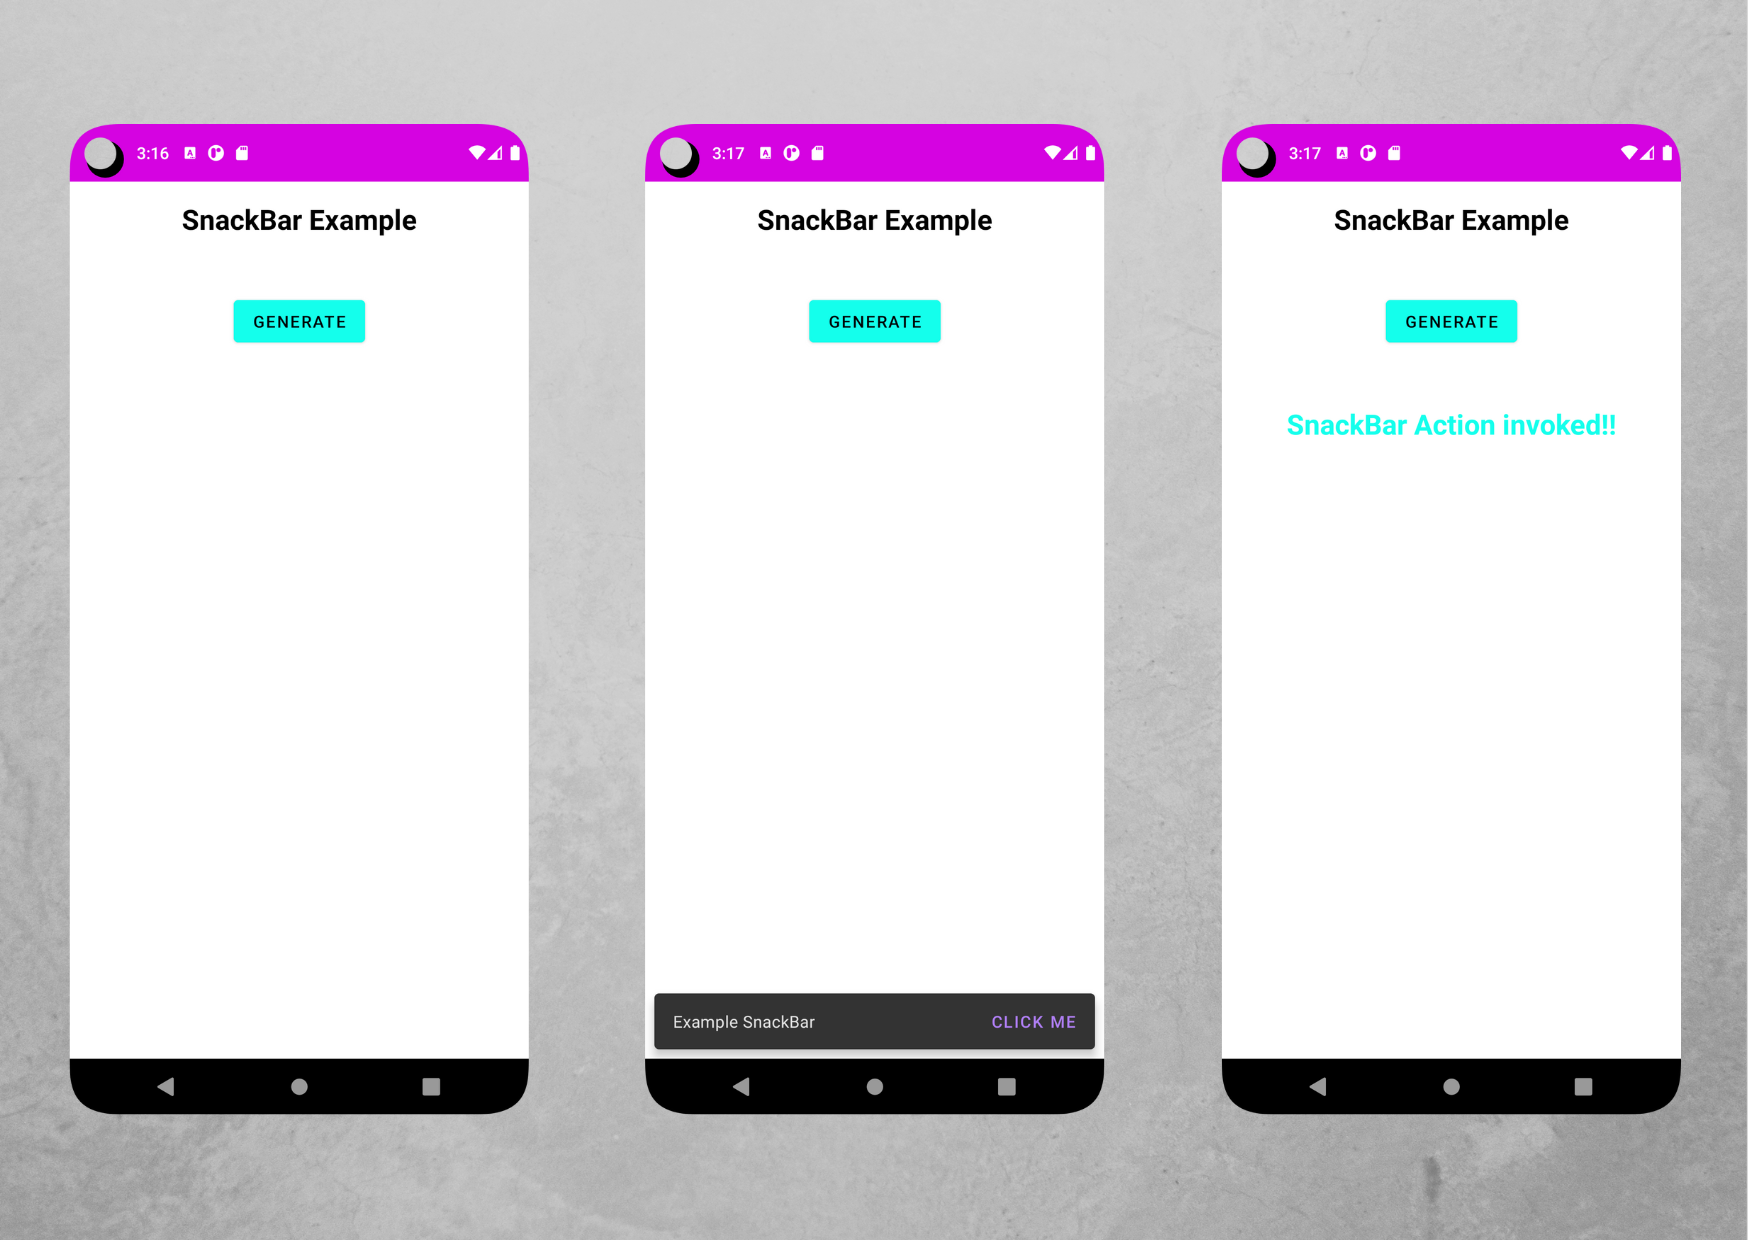 3:16
SnackBar Example
GENERATE
3:17
SnackBar Example
GENERATE
Example SnackBar CLICK ME
3:17
SnackBar Example
GENERATE
SnackBar Action invoked!!